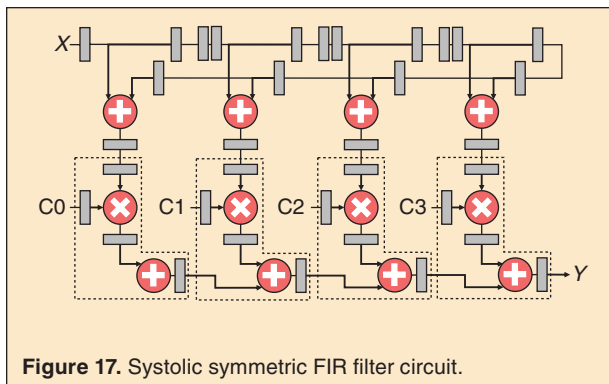 X
C0 C1 C2 C3
Y
Figure 17. Systolic symmetric FIR filter circuit.